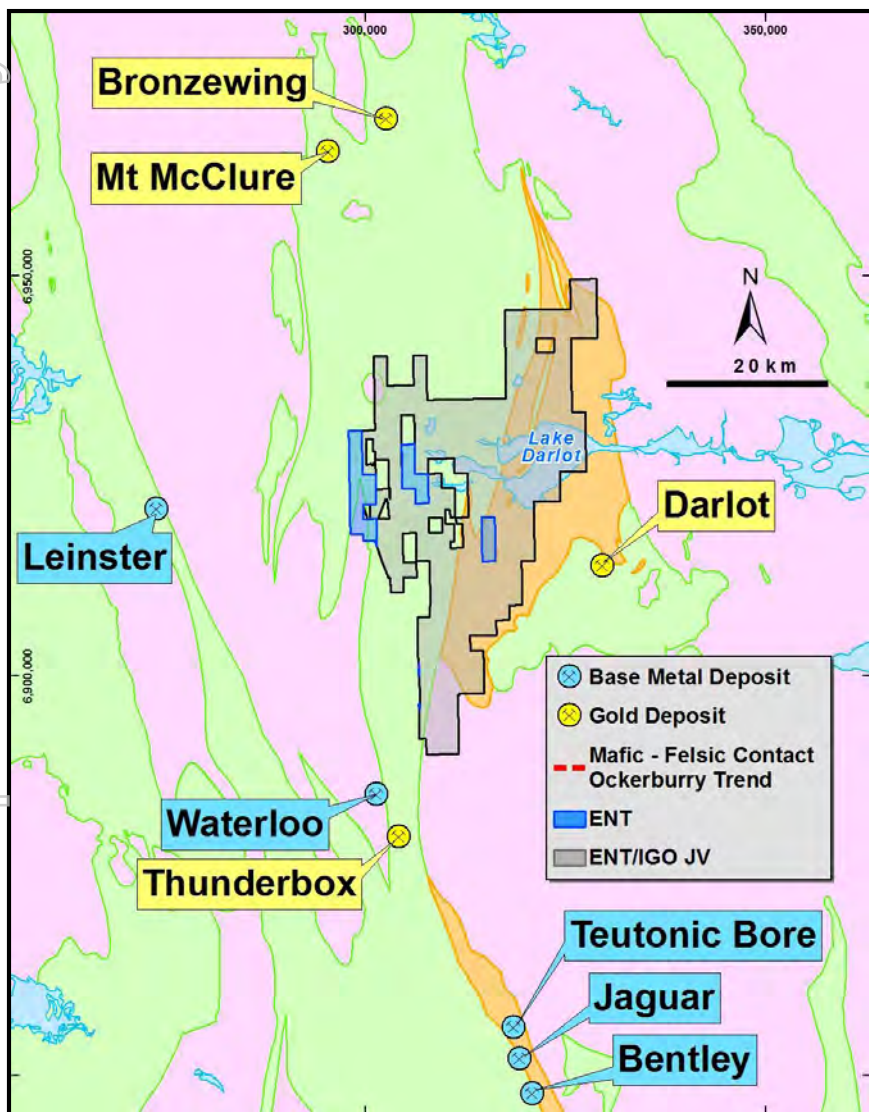 300,000
350,000
Bronzewing
Mt McClure
6,950,000
N
20 km
Lake
Darlot
Darlot
Leinster
6,900,000
Base Metal Deposit
Gold Deposit
Mafic - Felsic Contact
Ockerburry Trend
ENT
ENT/IGO JV
Waterloo
Thunderbox
Teutonic Bore
Jaguar
Bentley